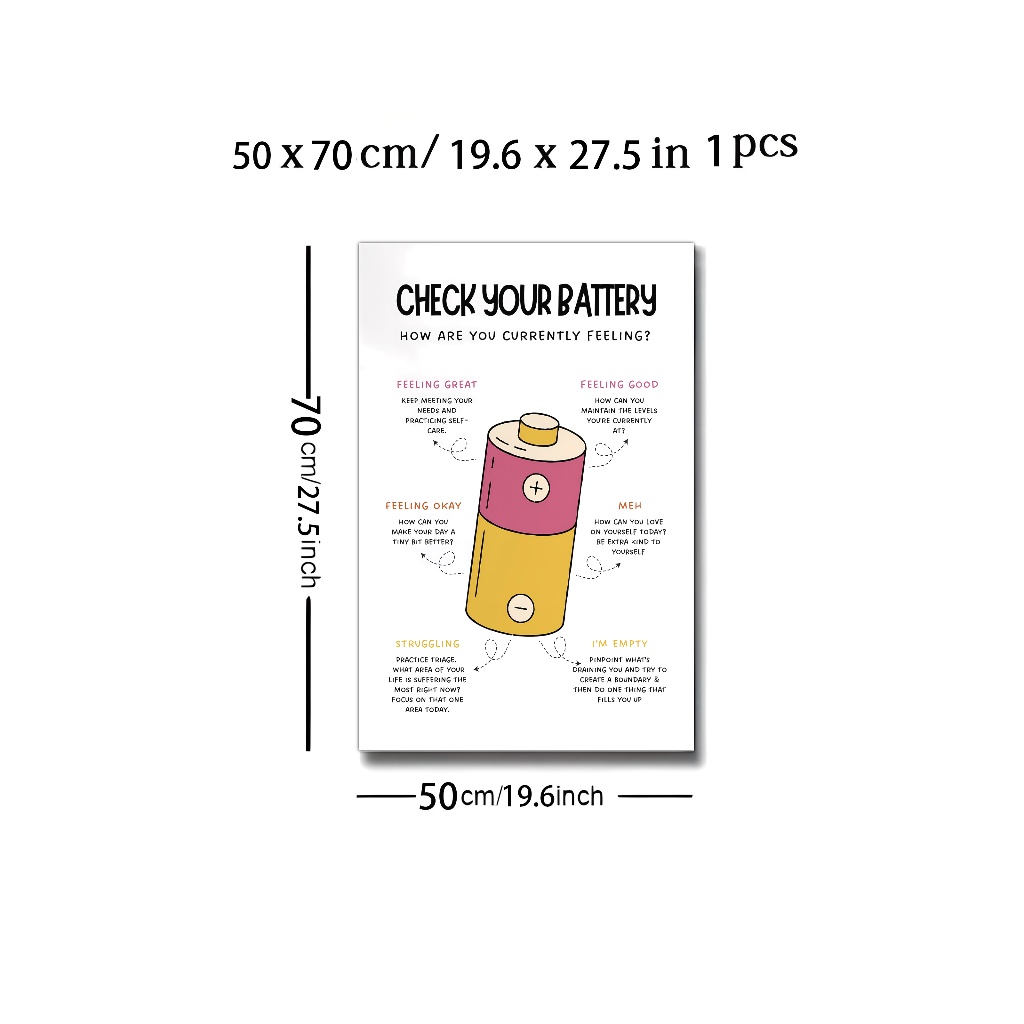 50 x 70 cm/ 19.6 x 27.5 in 1 pcs
CHECK YOUR BATTERY
HOW ARE YOU CURRENTLY FEELING?
FEELING GREAT
KEEP MEETING YOUR
NEEDS AND
PRACTICING SELF-
CARE.
FEELING GOOD
HOW CAN YOU
MAINTAIN THE LEVELS
YOU'RE CURRENTLY
AT?
+
FEELING OKAY
HOW CAN YOU
MAKE YOUR DAY A
TINY BIT BETTER?
MEH
HOW CAN YOU LOVE
ON YOURSELF TODAY?
BE EXTRA KIND TO
YOURSELF
−
STRUGGLING
PRACTICE TRIAGE.
WHAT AREA OF YOUR
LIFE IS SUFFERING THE
MOST RIGHT NOW?
FOCUS ON THAT ONE
AREA TODAY.
I'M EMPTY
PINPOINT WHAT'S
DRAINING YOU AND TRY TO
CREATE A BOUNDARY &
THEN DO ONE THING THAT
FILLS YOU UP
70cm/27.5inch
50cm/19.6inch